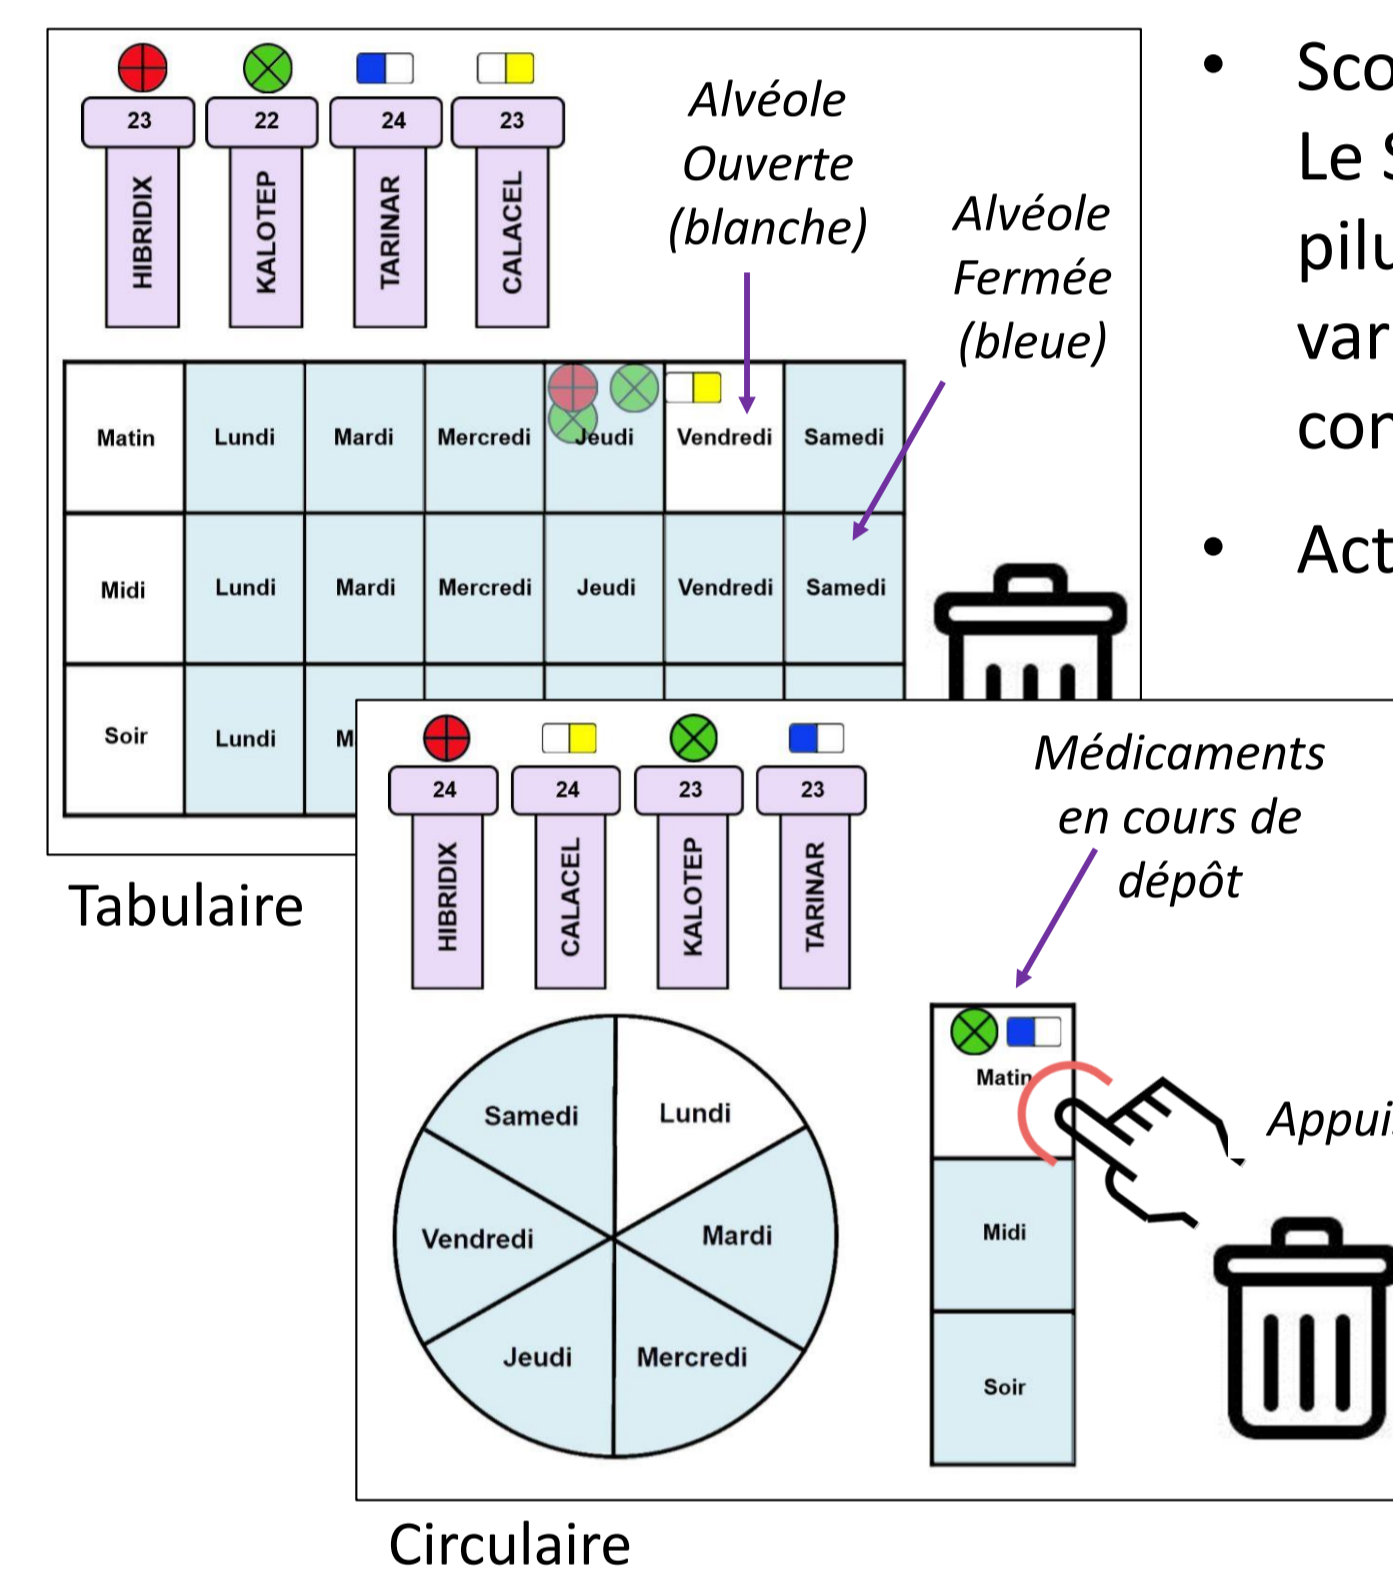 23
22
24
23
HIBRIDIX
KALOTEP
TARINAR
CALACEL
Alvéole
Ouverte
(blanche)
Alvéole
Fermée
(bleue)
Matin Lundi Mardi Mercredi Jeudi Vendredi Samedi
Midi Lundi Mardi Mercredi Jeudi Vendredi Samedi
Soir Lundi
Tabulaire
24
24
23
23
HIBRIDIX
CALACEL
KALOTEP
TARINAR
Médicaments
en cours de
dépôt
Samedi
Lundi
Vendredi
Mardi
Jeudi
Mercredi
Matin
Midi
Soir
Circulaire
• 
Le
•